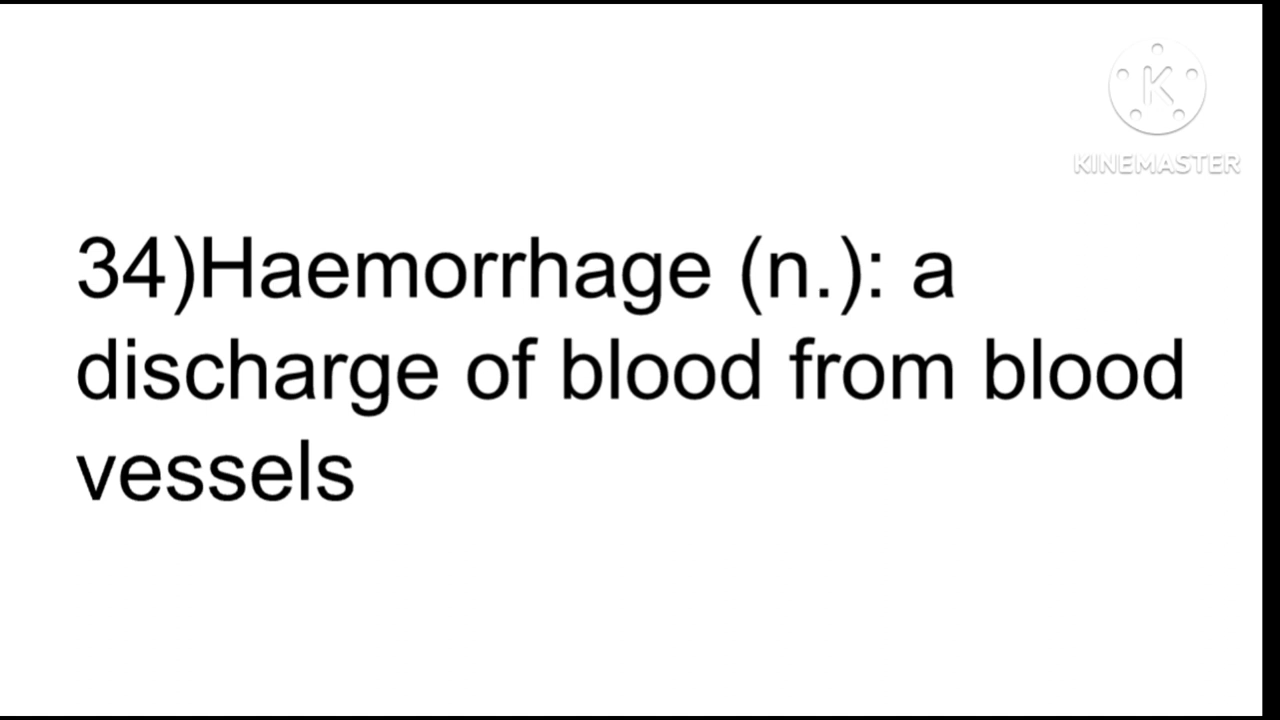 KINEMASTER
34)Haemorrhage (n.): a
discharge of blood from blood
vessels